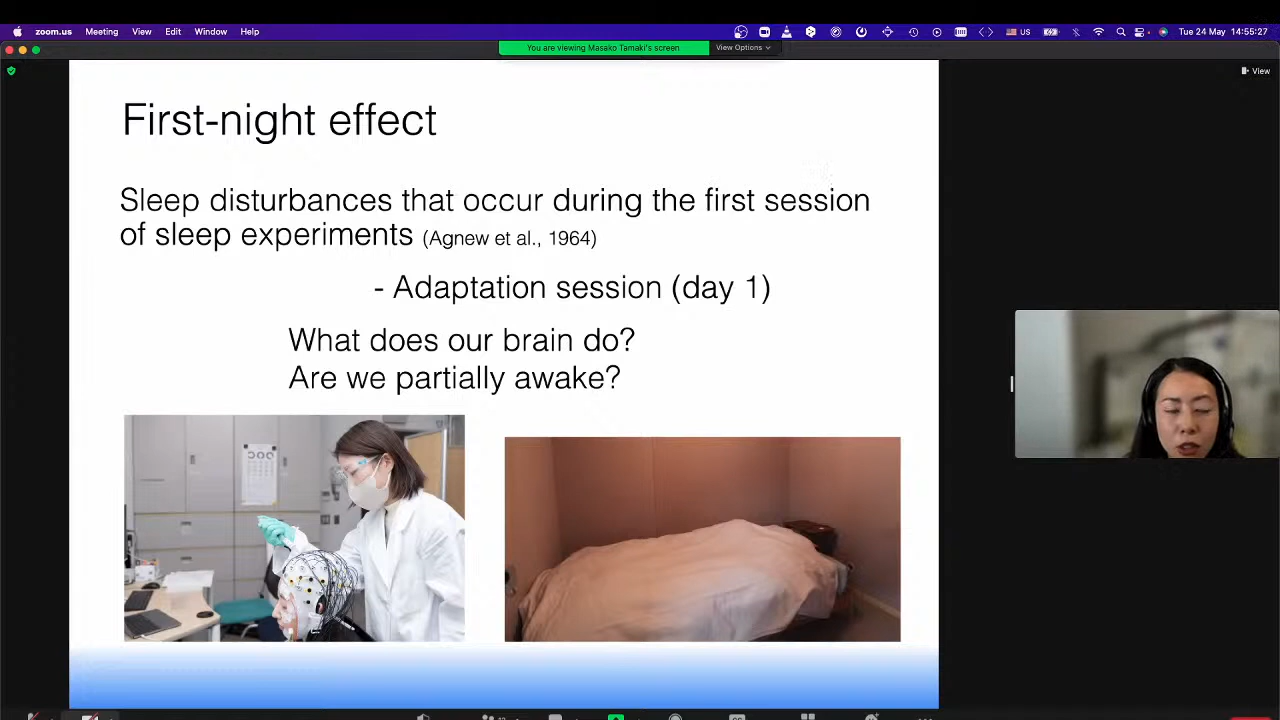 zoom.us Meeting View Edit Window Help US Tue 24 May 14:55:27
You are viewing Masako Tamaki's screen View Options
View
First-night effect
Sleep disturbances that occur during the first session
of sleep experiments (Agnew et al., 1964)
- Adaptation session (day 1)
What does our brain do?
Are we partially awake?